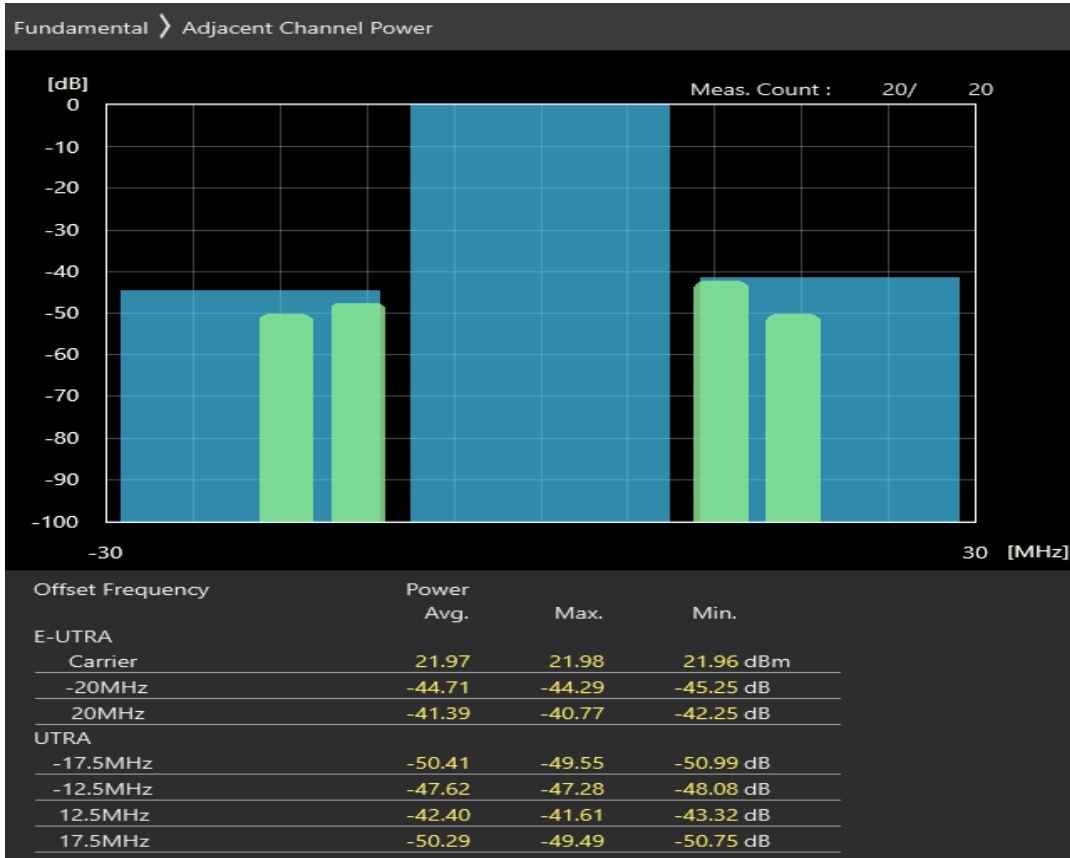 Fundamental 》 Adjacent Channel Power
[dB]
Meas. Count : 20/ 20
0
-10
-20
-30
-40
-50
-60
-70
-80
-90
-100
-30 30 [MHz]
Offset Frequency Power
Avg. Max. Min.
E-UTRA
Carrier 21.97 21.98 21.96 dBm
-20MHz -44.71 -44.29 -45.25 dB
20MHz -41.39 -40.77 -42.25 dB
UTRA
-17.5MHz -50.41 -49.55 -50.99 dB
-12.5MHz -47.62 -47.28 -48.08 dB
12.5MHz -42.40 -41.61 -43.32 dB
17.5MHz -50.29 -49.49 -50.75 dB